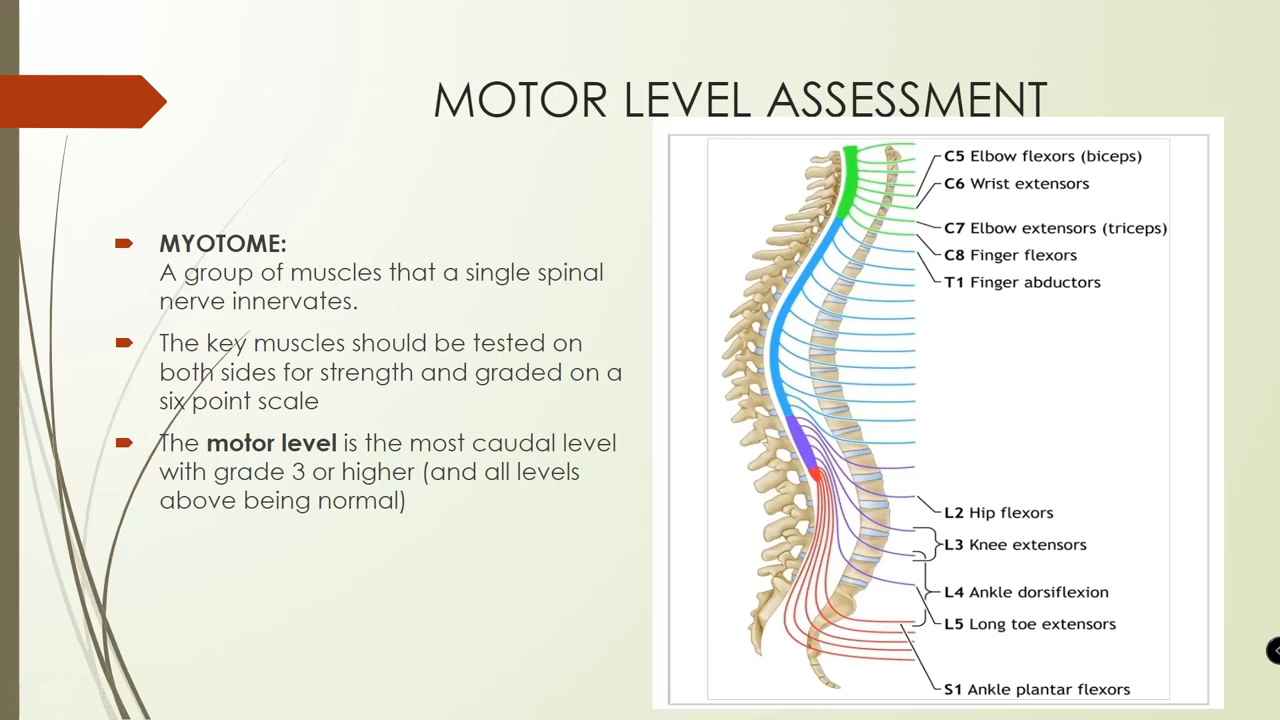 MOTOR LEVEL ASSESSMENT
MYOTOME:
A group of muscles that a single spinal
nerve innervates.
The key muscles should be tested on
both sides for strength and graded on a
six point scale
The motor level is the most caudal level
with grade 3 or higher (and all levels
above being normal)
C5 Elbow flexors (biceps)
C6 Wrist extensors
C7 Elbow extensors (triceps)
C8 Finger flexors
T1 Finger abductors
L2 Hip flexors
L3 Knee extensors
L4 Ankle dorsiflexion
L5 Long toe extensors
S1 Ankle plantar flexors